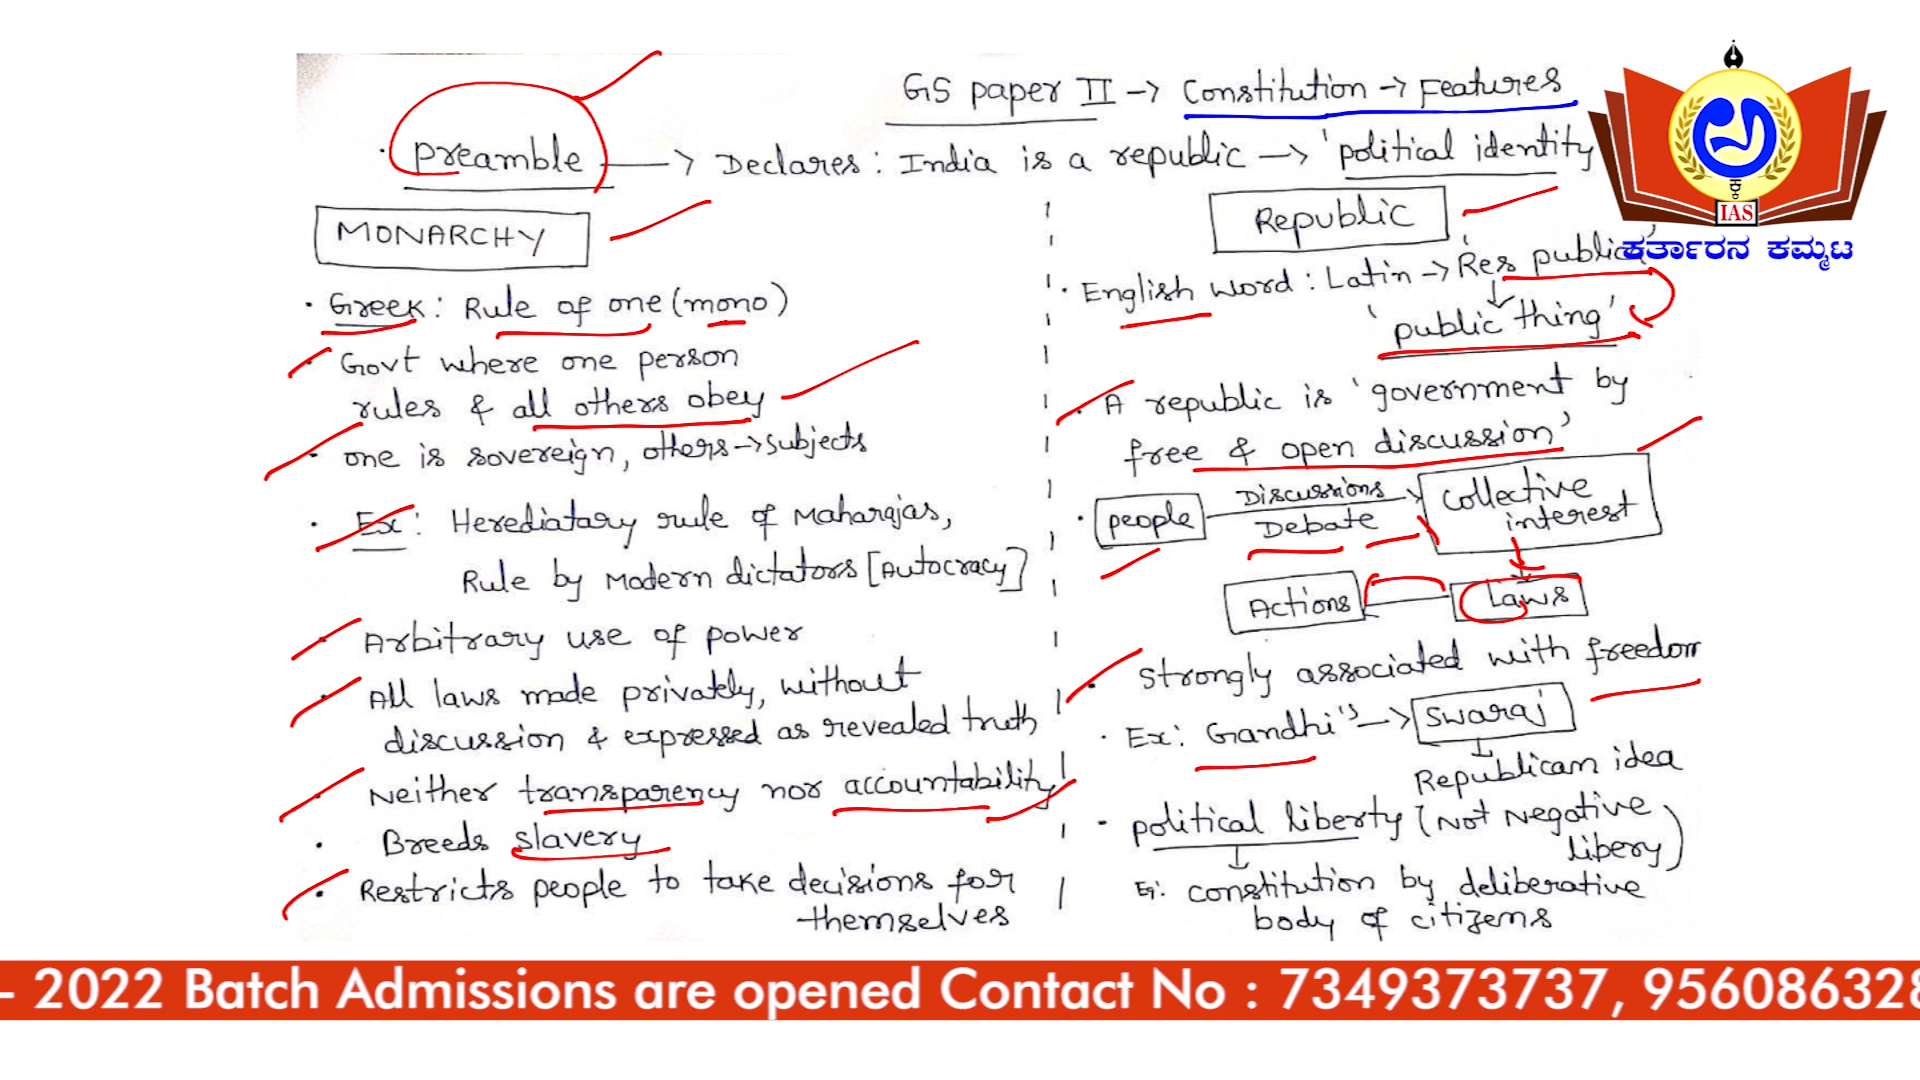 GS paper II → Constitution → Features
· preamble → Declares : India is a republic → 'political identity
MONARCHY
· Greek : Rule of one (mono)
· Govt where one person
rules & all others obey
· one is sovereign, others → subjects
· Ex : Herediatary rule of Maharajas,
Rule by Modern dictators [Autocracy]
· Arbitrary use of power
· All laws made privately, without
discussion & expressed as revealed truth
· Neither transparency nor accountability
· Breeds slavery
· Restricts people to take decisions for
themselves
Republic
· English word : Latin → 'Res public
'public thing'
· A republic is 'government by
free & open discussion'
· people Discussions Debate → Collective interest
Actions Laws
· Strongly associated with freedom
· Ex : Gandhi's → Swaraj
Republican idea
· political liberty (Not Negative
libery)
Eg: constitution by deliberative
body of citizens
IAS
ಕರ್ತಾರನ ಕಮ್ಮಟ
- 2022 Batch Admissions are opened Contact No : 7349373737, 956086328